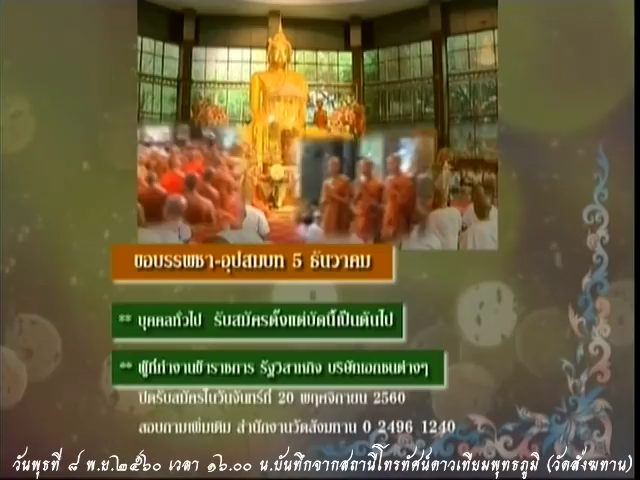 ขอบรรพชา-อุปสมบท 5 ธันวาคม
** บุคคลทั่วไป รับสมัครตั้งแต่บัดนี้เป็นต้นไป
** ผู้ที่ทำงานข้าราชการ รัฐวิสาหกิจ บริษัทเอกชนต่างๆ
ปิดรับสมัครในวันจันทร์ที่ 20 พฤศจิกายน 2560
สอบถามเพิ่มเติม สำนักงานวัดสังฆทาน 0 2496 1240
วันพุธที่ ๘ พ.ย.๒๕๖๐ เวลา ๑๖.๐๐ น.บันทึกจากสถานีโทรทัศน์ดาวเทียมพุทธภูมิ (วัดสังฆทาน)